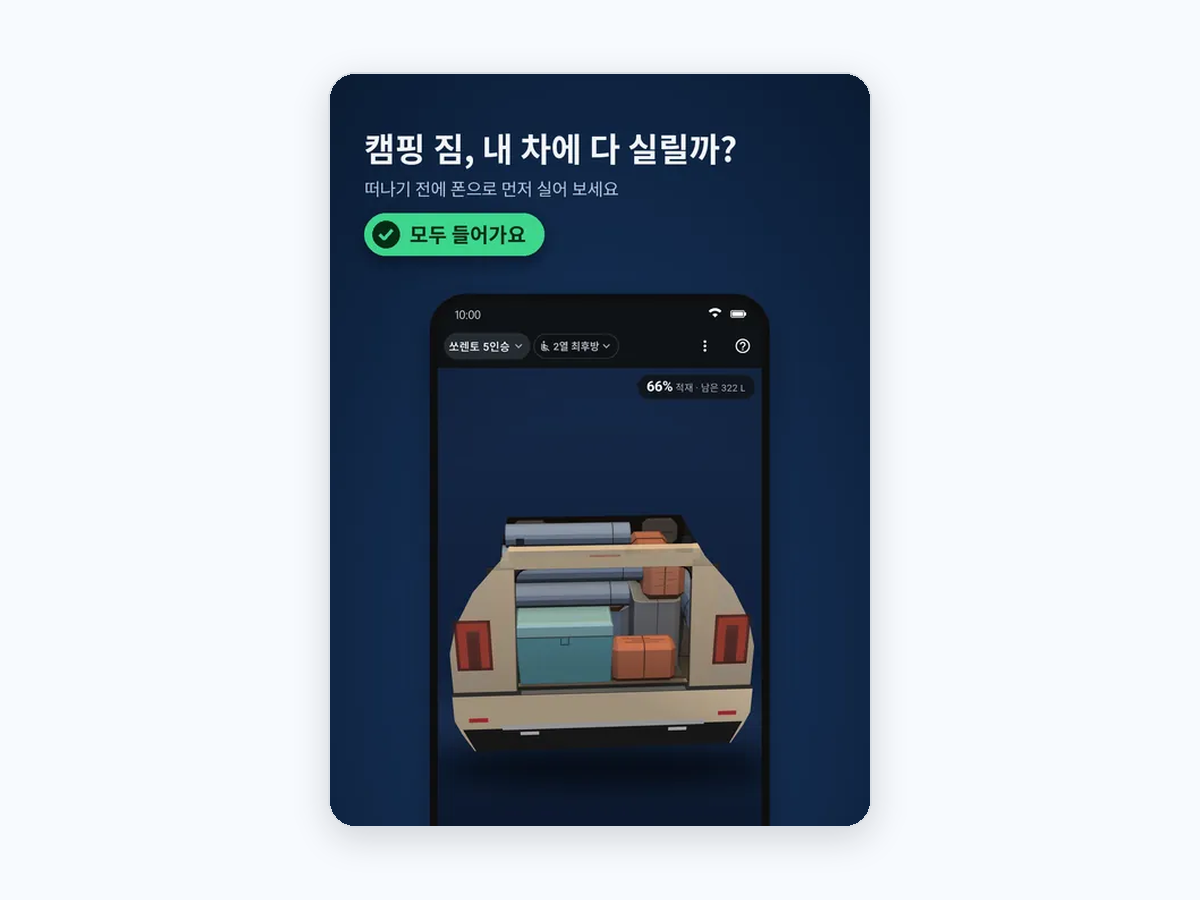 캠핑 짐, 내 차에 다 실릴까?
떠나기 전에 폰으로 먼저 실어 보세요
모두 들어가요
10:00
쏘렌토 5인승
2열 최후방
66% 적재 · 남은 322 L